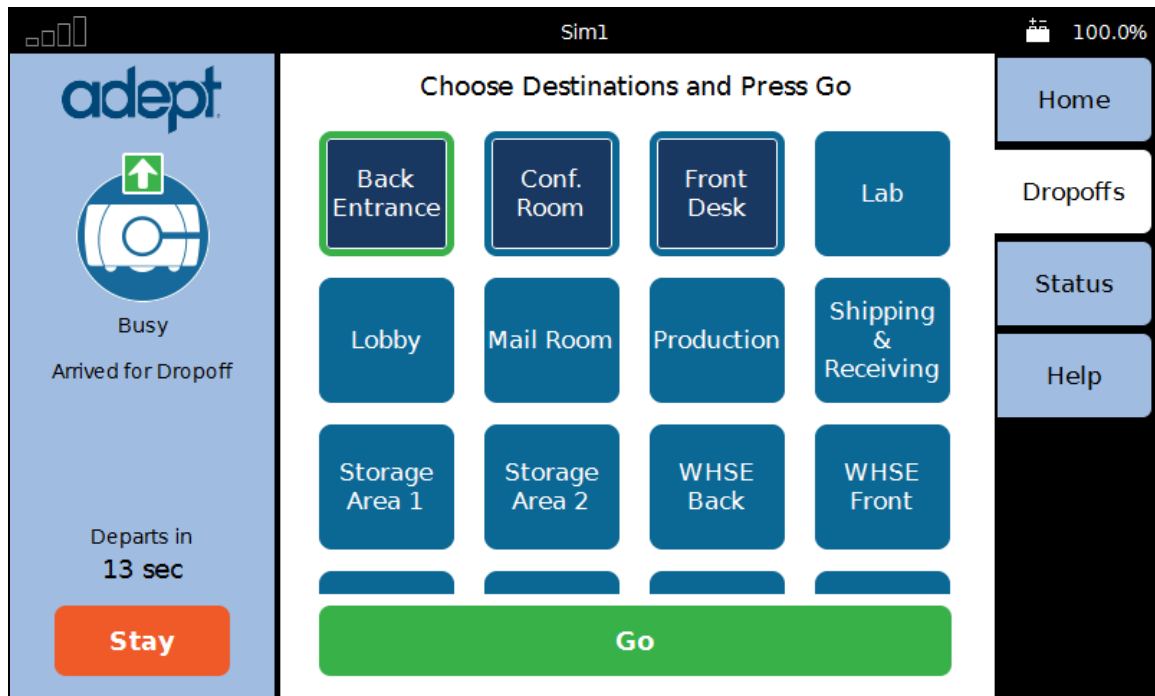 Sim1
100.0%
adept
Busy
Arrived for Dropoff
Departs in
13 sec
Stay
Choose Destinations and Press Go
Back
Entrance
Conf.
Room
Front
Desk
Lab
Lobby
Mail Room
Production
Shipping
&
Receiving
Storage
Area 1
Storage
Area 2
WHSE
Back
WHSE
Front
Go
Home
Dropoffs
Status
Help